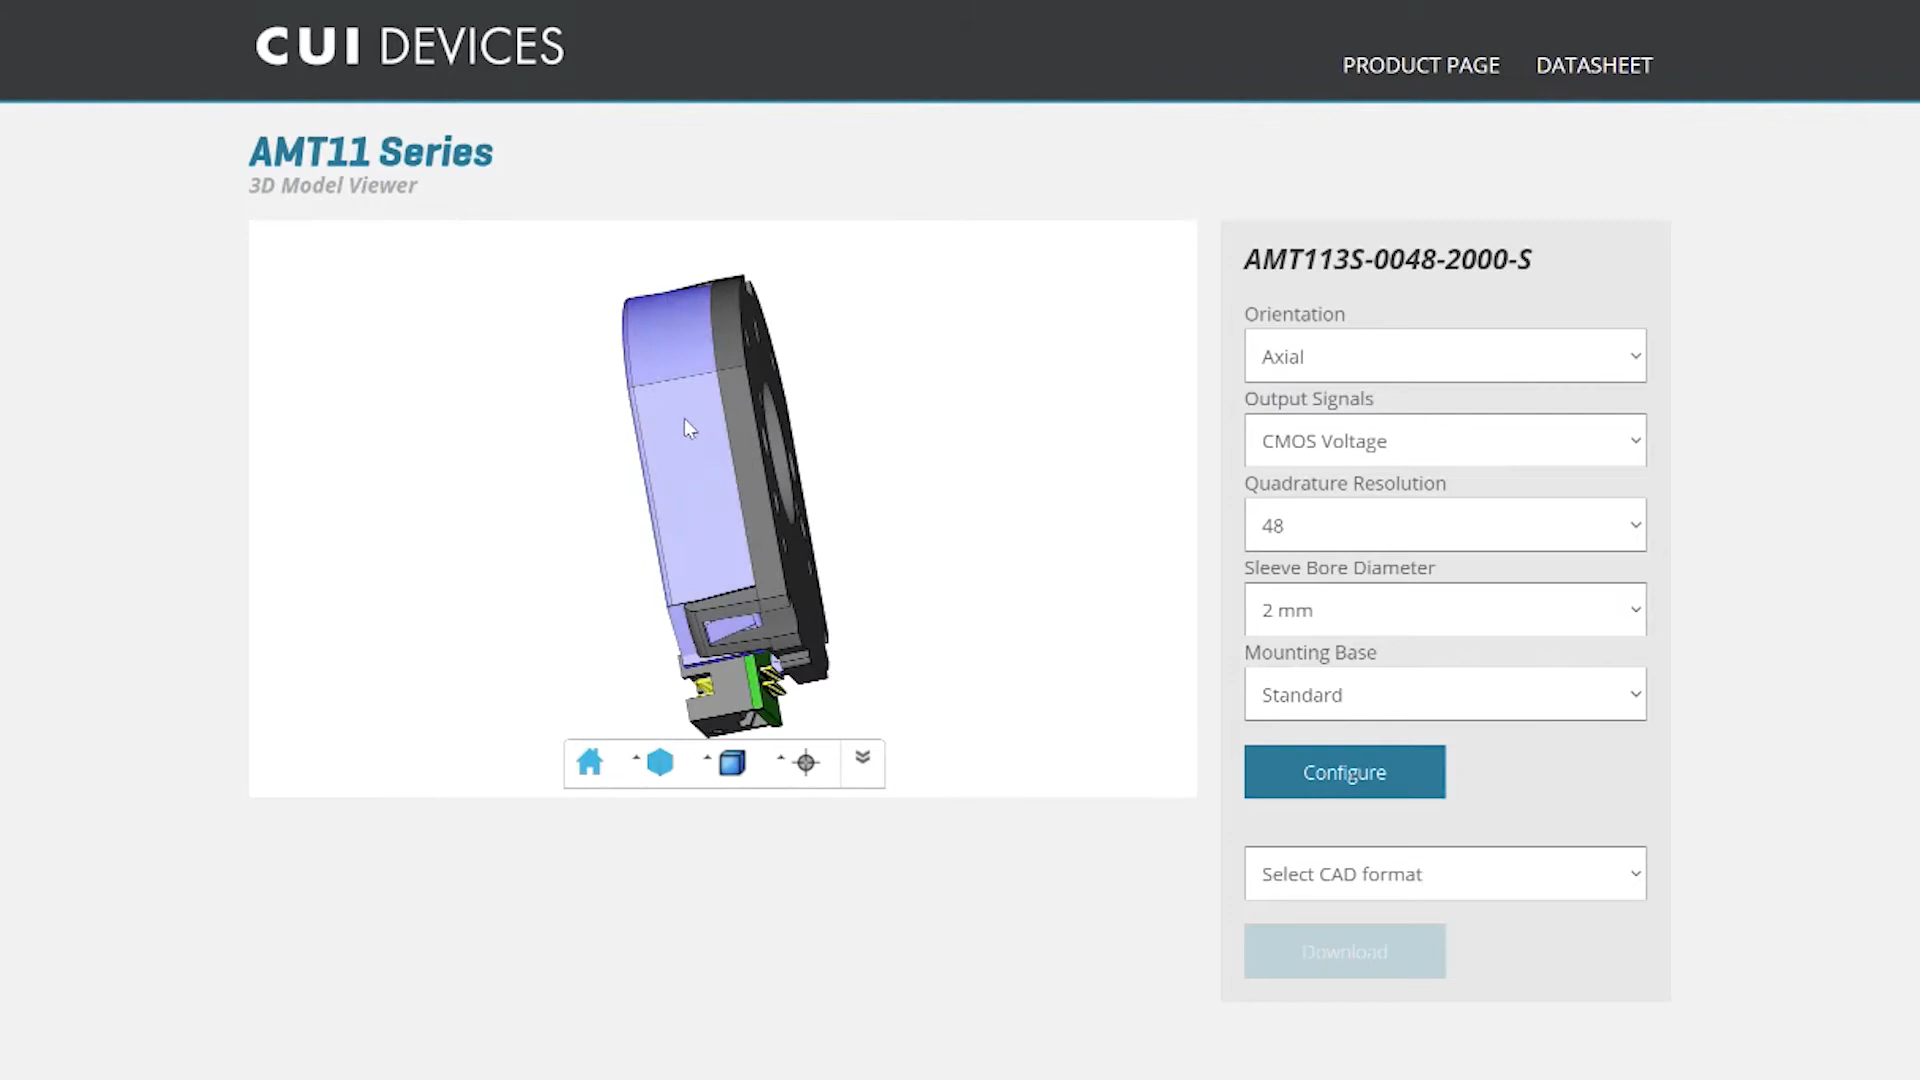 CUI DEVICES
PRODUCT PAGE
DATASHEET
AMT11 Series
3D Model Viewer
AMT113S-0048-2000-S
Orientation
Axial
Output Signals
CMOS Voltage
Quadrature Resolution
48
Sleeve Bore Diameter
2 mm
Mounting Base
Standard
Configure
Select CAD format
Download